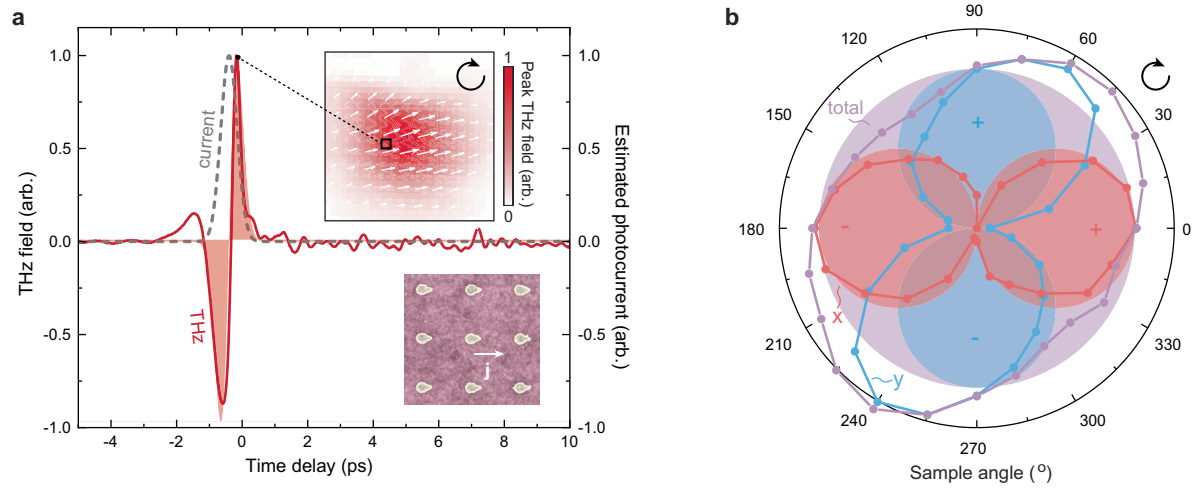 a
1.0
0.5
0.0
-0.5
-1.0
THz field (arb.)
-4
-2
0
2
4
6
8
10
Time delay (ps)
1.0
0.5
0.0
-0.5
-1.0
Estimated photocurrent (arb.)
current
THz
1
0
Peak THz field (arb.)
j
b
90
60
30
0
330
300
270
240
210
180
150
120
Sample angle (°)
total
x
y
+
-
+
-